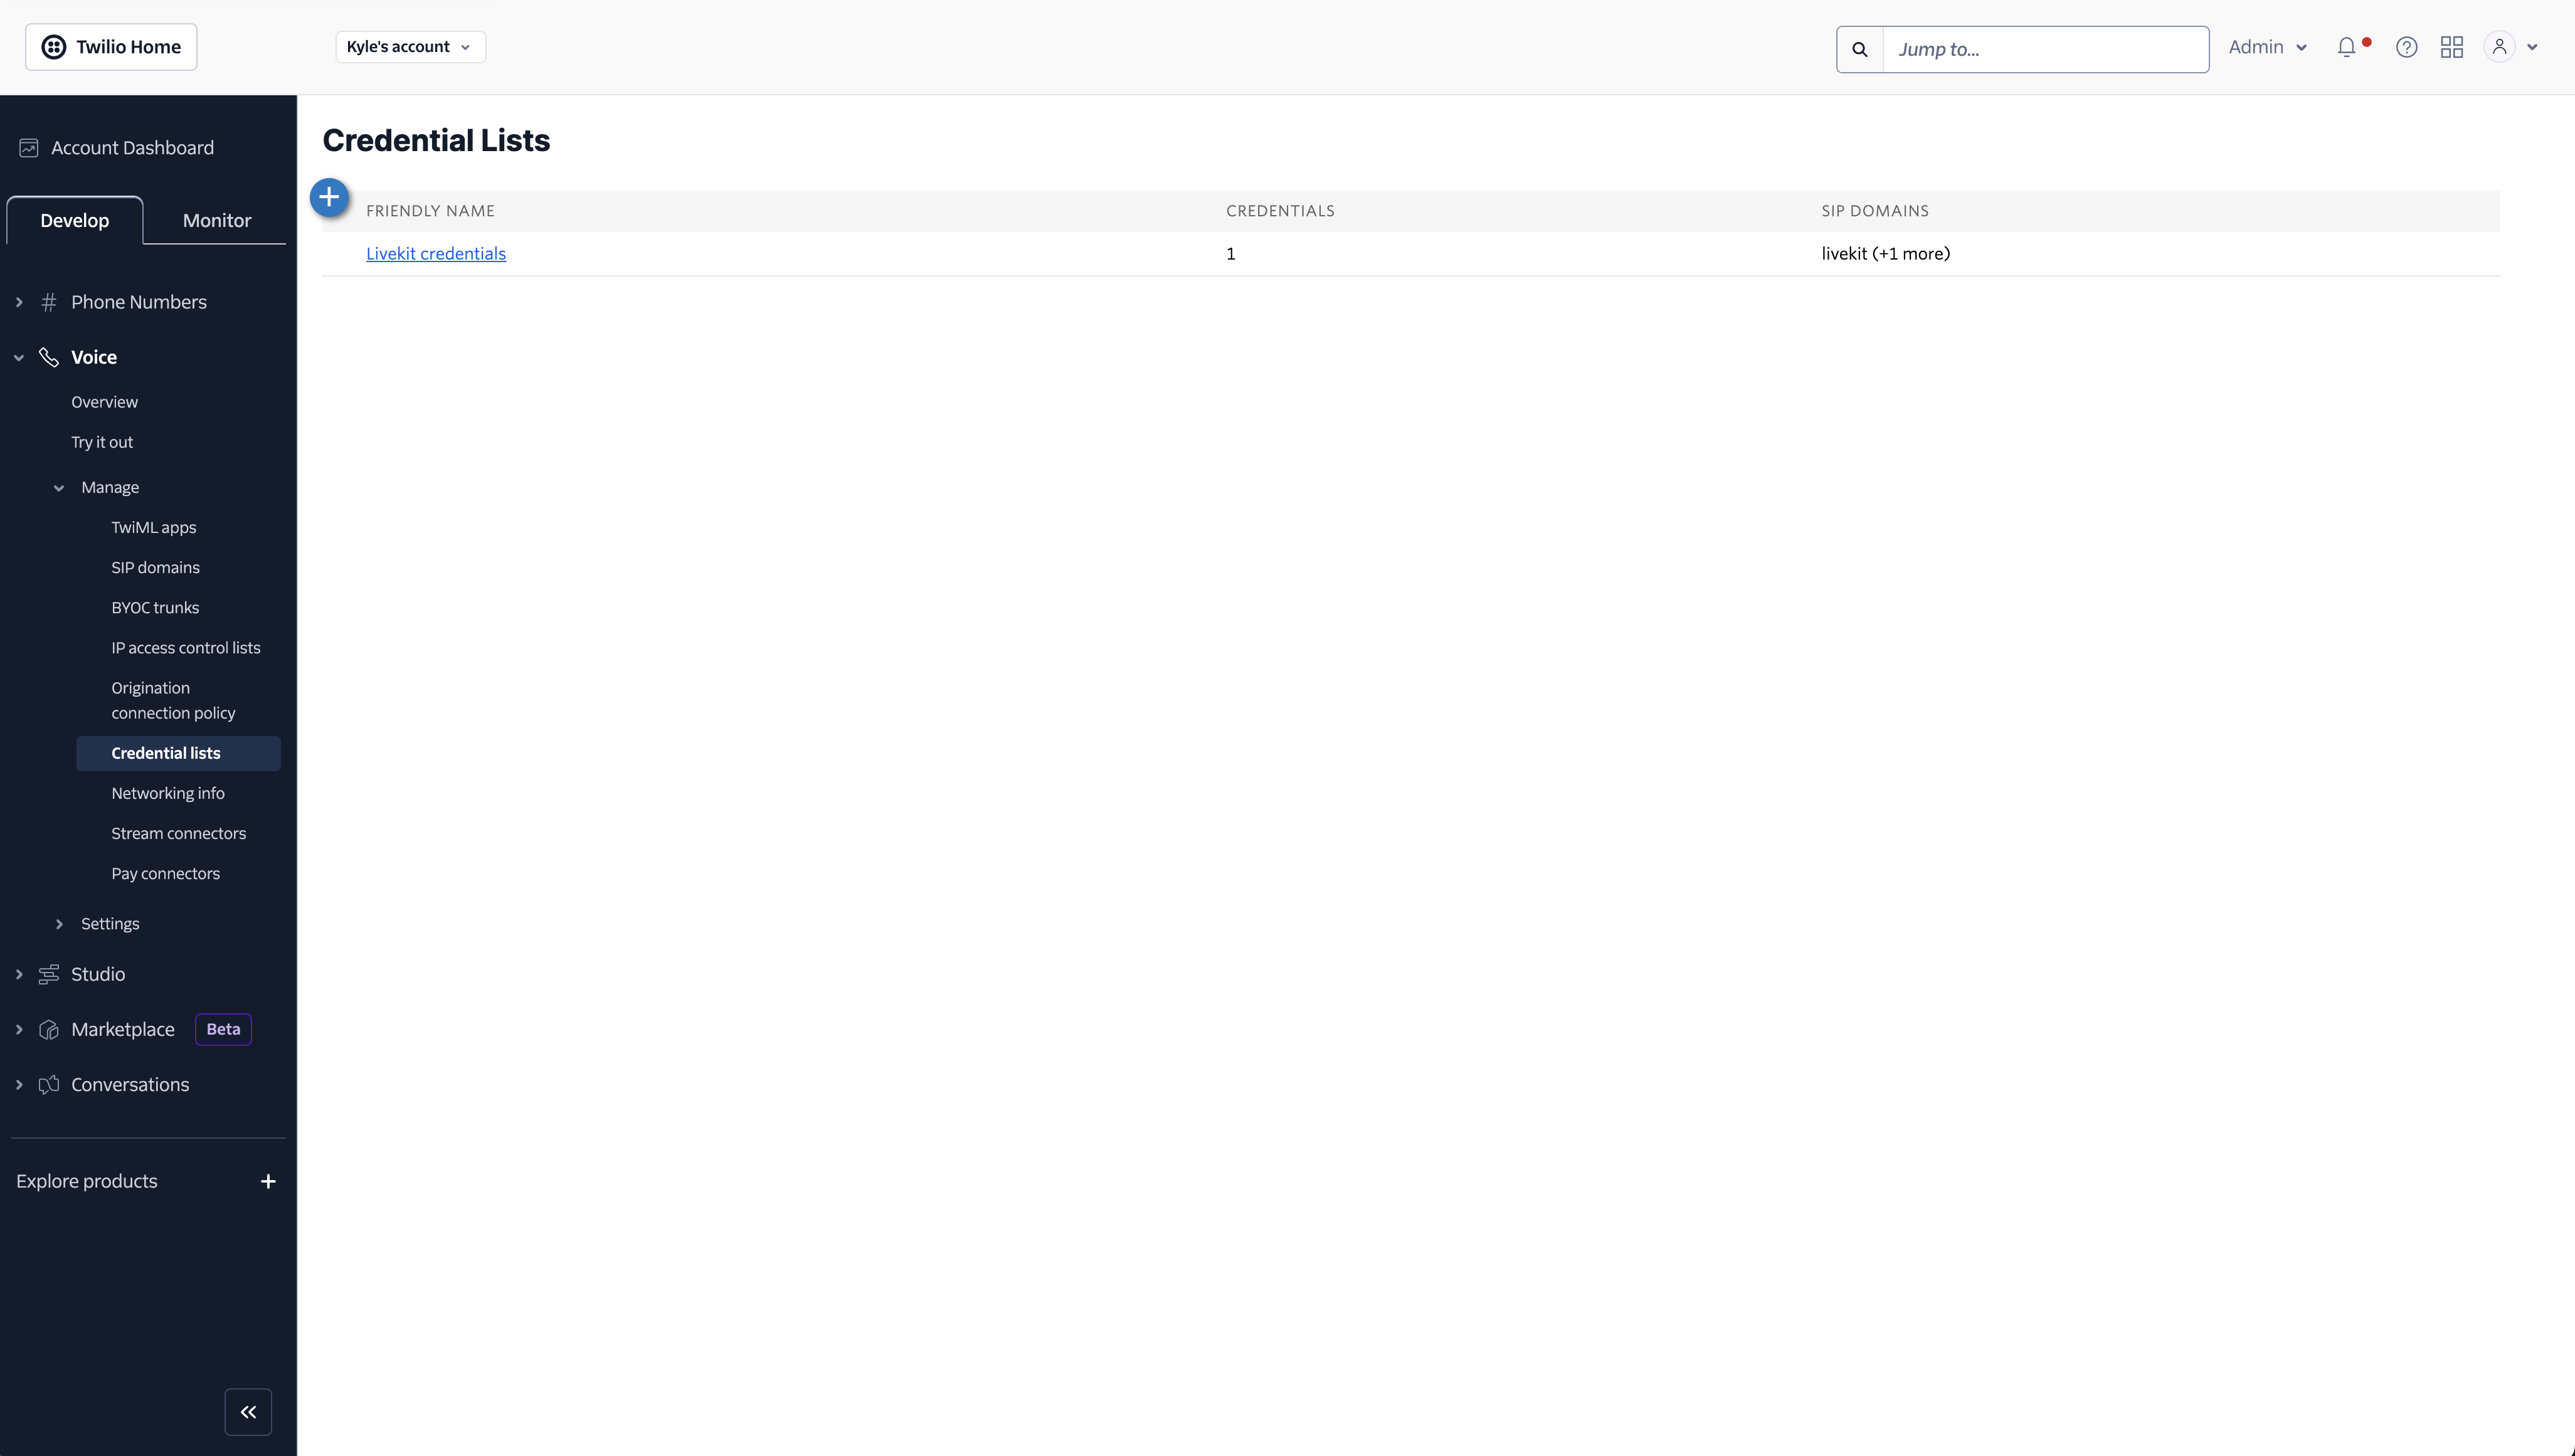 Twilio Home
Kyle's account
Jump to...
Admin
Account Dashboard
Develop
Monitor
Phone Numbers
Voice
Overview
Try it out
Manage
TwiML apps
SIP domains
BYOC trunks
IP access control lists
Origination
connection policy
Credential lists
Networking info
Stream connectors
Pay connectors
Settings
Studio
Marketplace Beta
Conversations
Explore products
Credential Lists
FRIENDLY NAME CREDENTIALS SIP DOMAINS
Livekit credentials 1 livekit (+1 more)